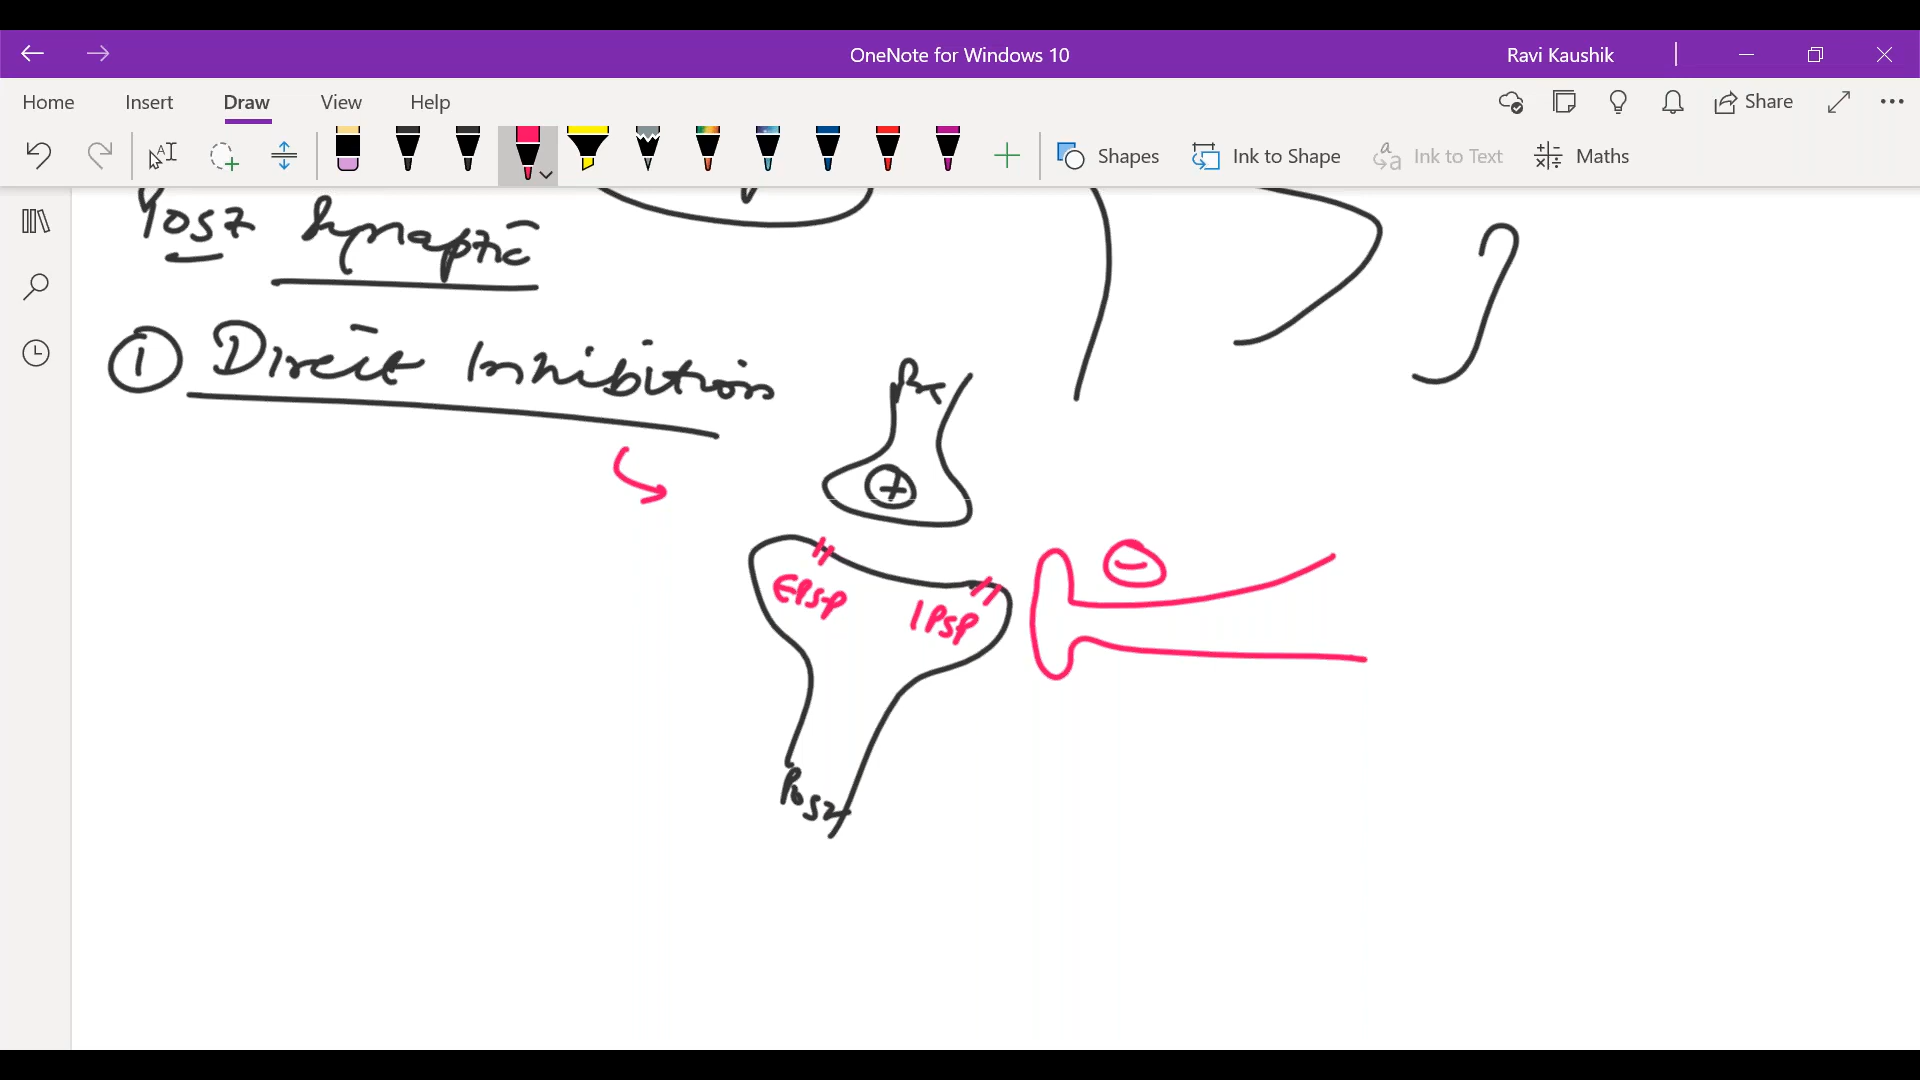 OneNote for Windows 10 Ravi Kaushik
Home Insert Draw View Help Share
Shapes Ink to Shape Ink to Text Maths
Post Synaptic
① Direct Inhibition
Pre
EPSP
IPSP
Post